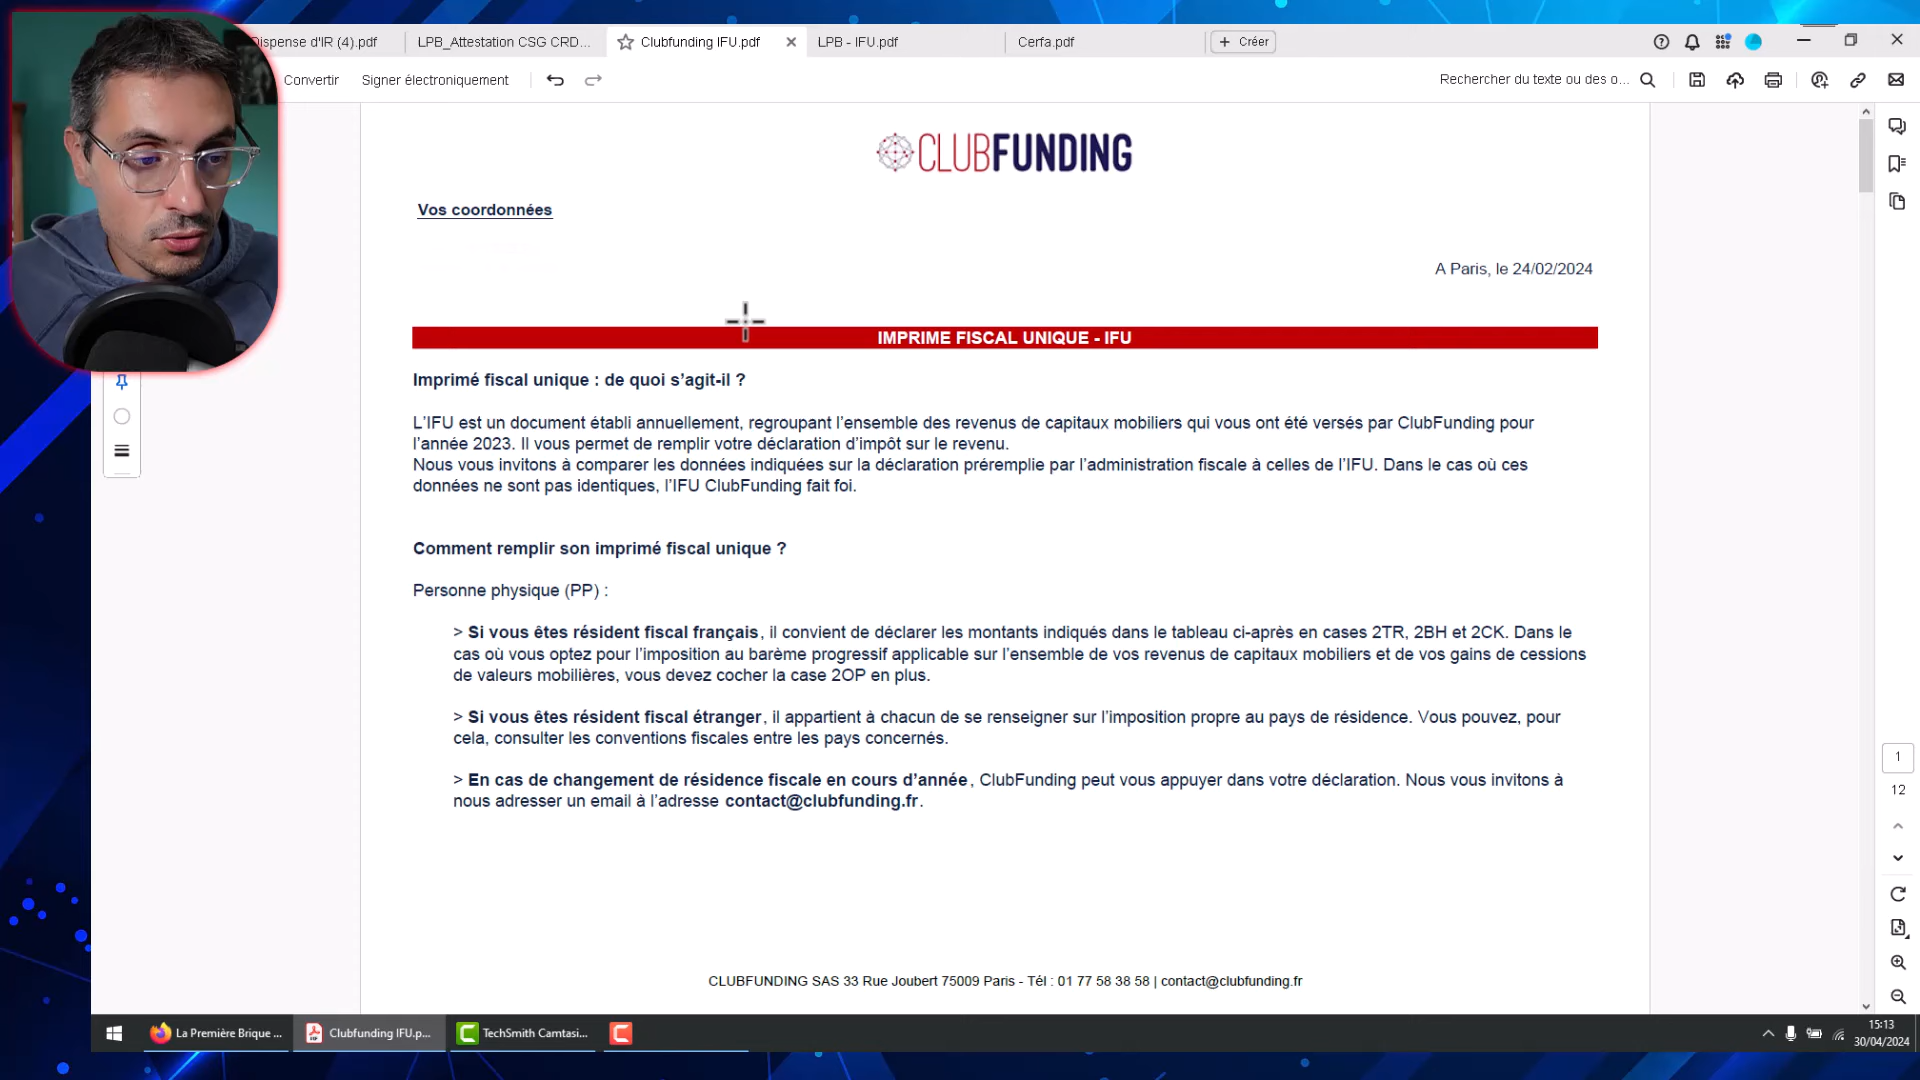 Dispense d'IR (4).pdf
LPB_Attestation CSG CRD...
Clubfunding IFU.pdf
LPB - IFU.pdf
Cerfa.pdf
+ Créer
Convertir
Signer électroniquement
Rechercher du texte ou des o...
CLUBFUNDING
Vos coordonnées
A Paris, le 24/02/2024
IMPRIME FISCAL UNIQUE - IFU
Imprimé fiscal unique : de quoi s’agit-il ?
L’IFU est un document établi annuellement, regroupant l’ensemble des revenus de capitaux mobiliers qui vous ont été versés par ClubFunding pour
l’année 2023. Il vous permet de remplir votre déclaration d’impôt sur le revenu.
Nous vous invitons à comparer les données indiquées sur la déclaration préremplie par l’administration fiscale à celles de l’IFU. Dans le cas où ces
données ne sont pas identiques, l’IFU ClubFunding fait foi.
Comment remplir son imprimé fiscal unique ?
Personne physique (PP) :
> Si vous êtes résident fiscal français, il convient de déclarer les montants indiqués dans le tableau ci-après en cases 2TR, 2BH et 2CK. Dans le
cas où vous optez pour l’imposition au barème progressif applicable sur l’ensemble de vos revenus de capitaux mobiliers et de vos gains de cessions
de valeurs mobilières, vous devez cocher la case 2OP en plus.
> Si vous êtes résident fiscal étranger, il appartient à chacun de se renseigner sur l’imposition propre au pays de résidence. Vous pouvez, pour
cela, consulter les conventions fiscales entre les pays concernés.
> En cas de changement de résidence fiscale en cours d’année, ClubFunding peut vous appuyer dans votre déclaration. Nous vous invitons à
nous adresser un email à l’adresse contact@clubfunding.fr.
1
12
CLUBFUNDING SAS 33 Rue Joubert 75009 Paris - Tél : 01 77 58 38 58 | contact@clubfunding.fr
La Première Brique ...
Clubfunding IFU.p...
TechSmith Camtasi...
15:13
30/04/2024